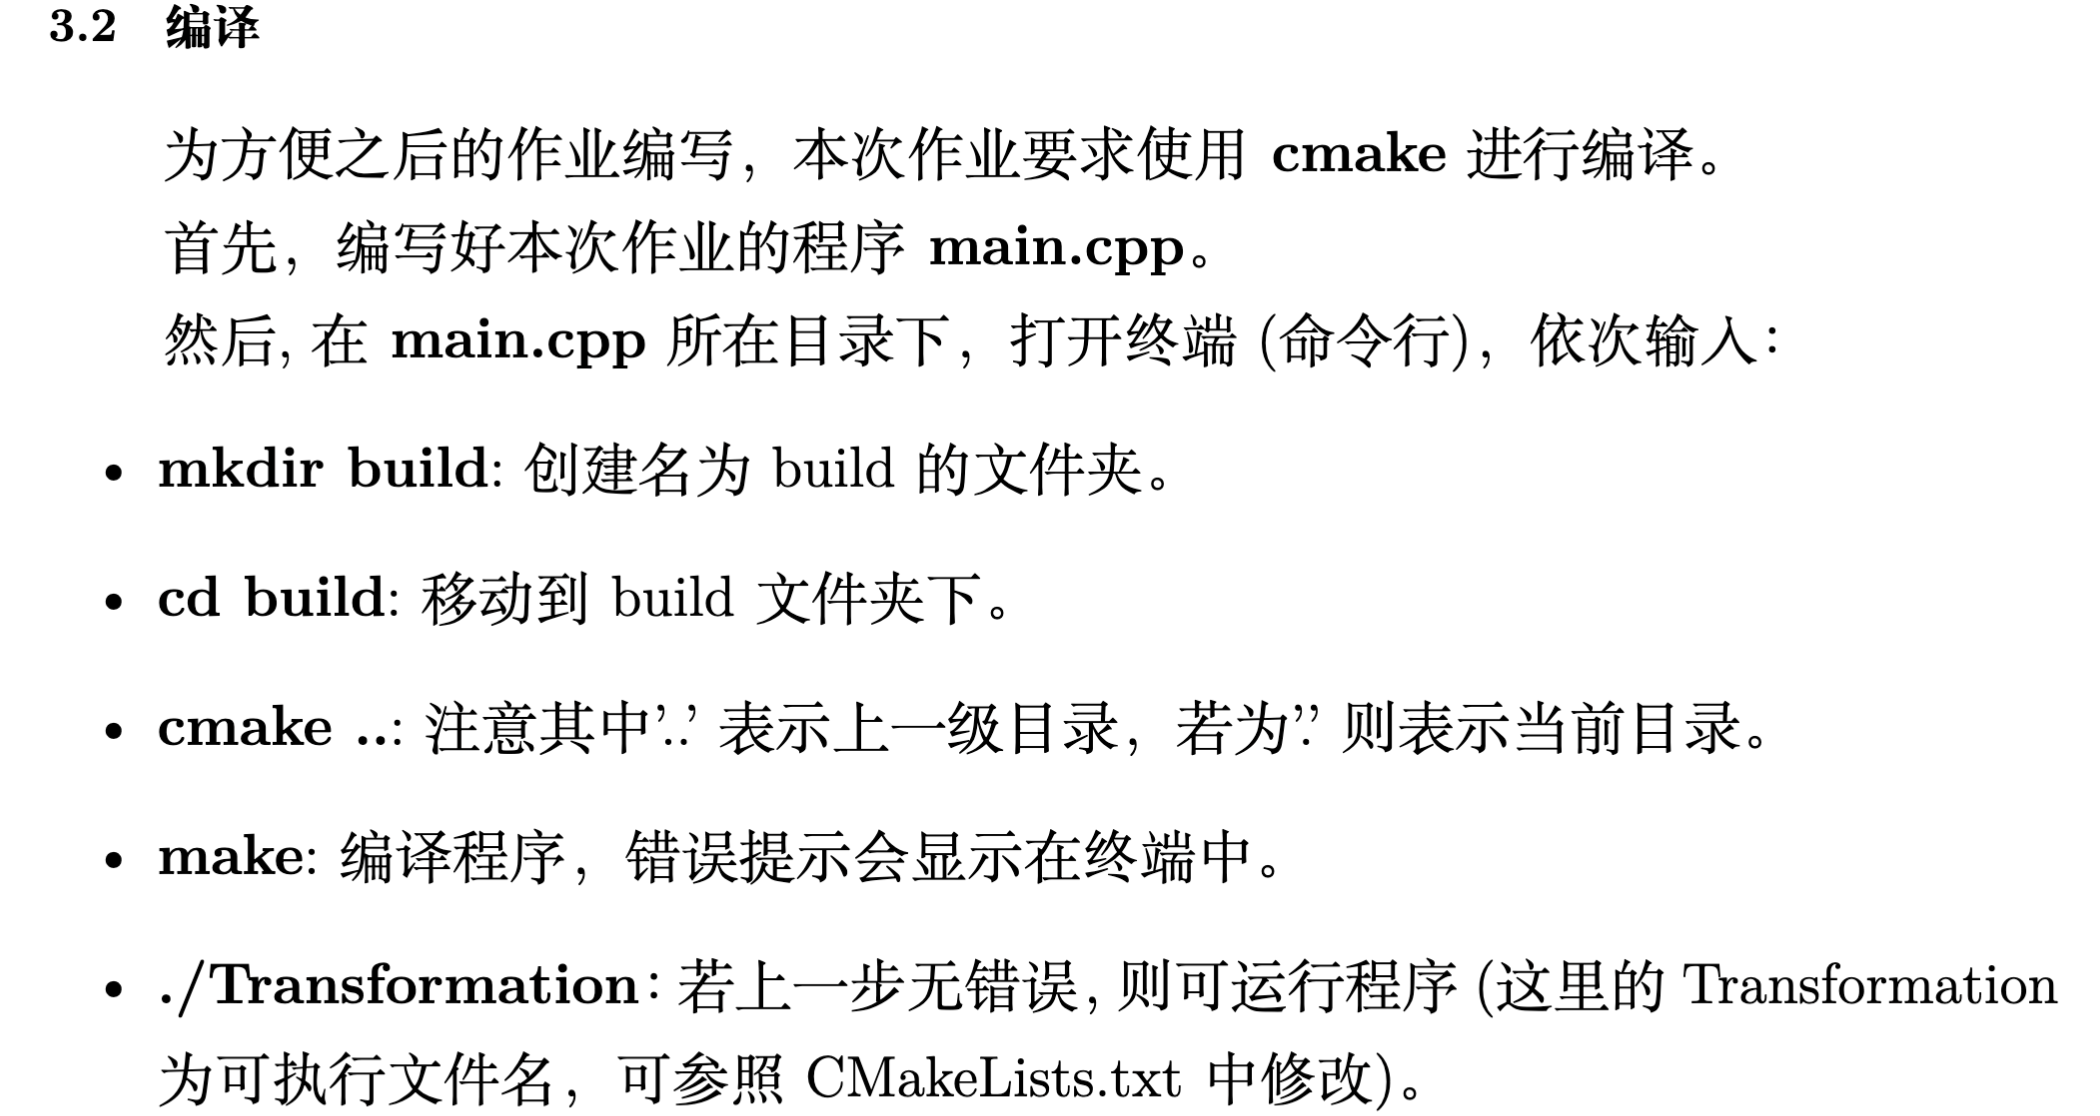 3.2 编译
为方便之后的作业编写，本次作业要求使用 cmake 进行编译。
首先，编写好本次作业的程序 main.cpp。
然后, 在 main.cpp 所在目录下，打开终端 (命令行)，依次输入：
• mkdir build: 创建名为 build 的文件夹。
• cd build: 移动到 build 文件夹下。
• cmake ..: 注意其中’..’ 表示上一级目录，若为’.’ 则表示当前目录。
• make: 编译程序，错误提示会显示在终端中。
• ./Transformation: 若上一步无错误, 则可运行程序 (这里的 Transformation
为可执行文件名，可参照 CMakeLists.txt 中修改)。